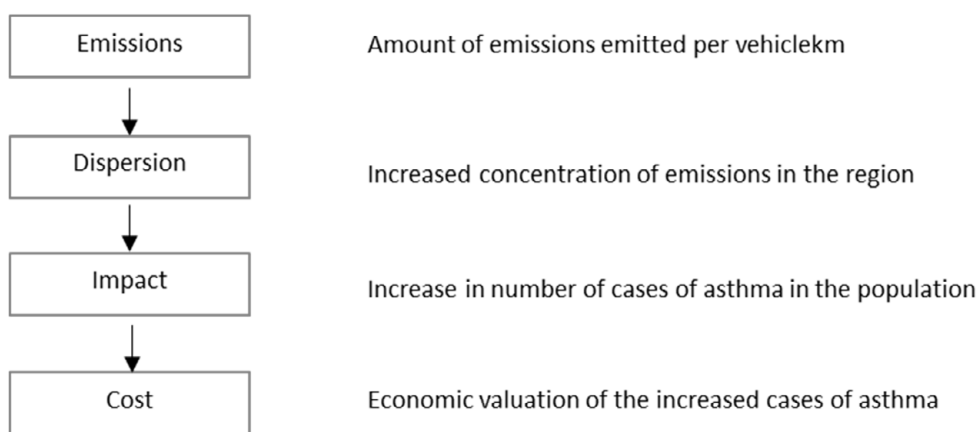 Emissions
Amount of emissions emitted per vehiclekm
Dispersion
Increased concentration of emissions in the region
Impact
Increase in number of cases of asthma in the population
Cost
Economic valuation of the increased cases of asthma